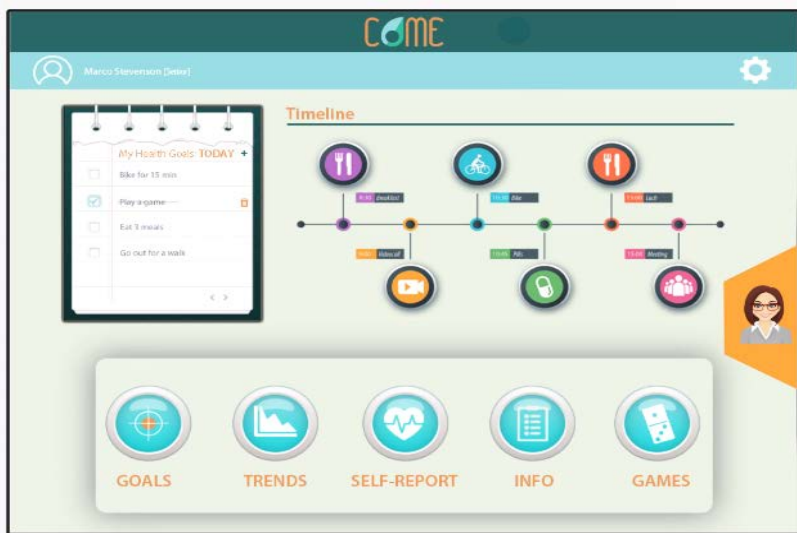 COME
Marco Stevenson [Senior]
My Health Goals: TODAY +
Bike for 15 min
Play a game
Eat 3 meals
Go out for a walk
< >
Timeline
Breakfast
Bike
Lunch
Videocall
Pills
Meeting
GOALS
TRENDS
SELF-REPORT
INFO
GAMES